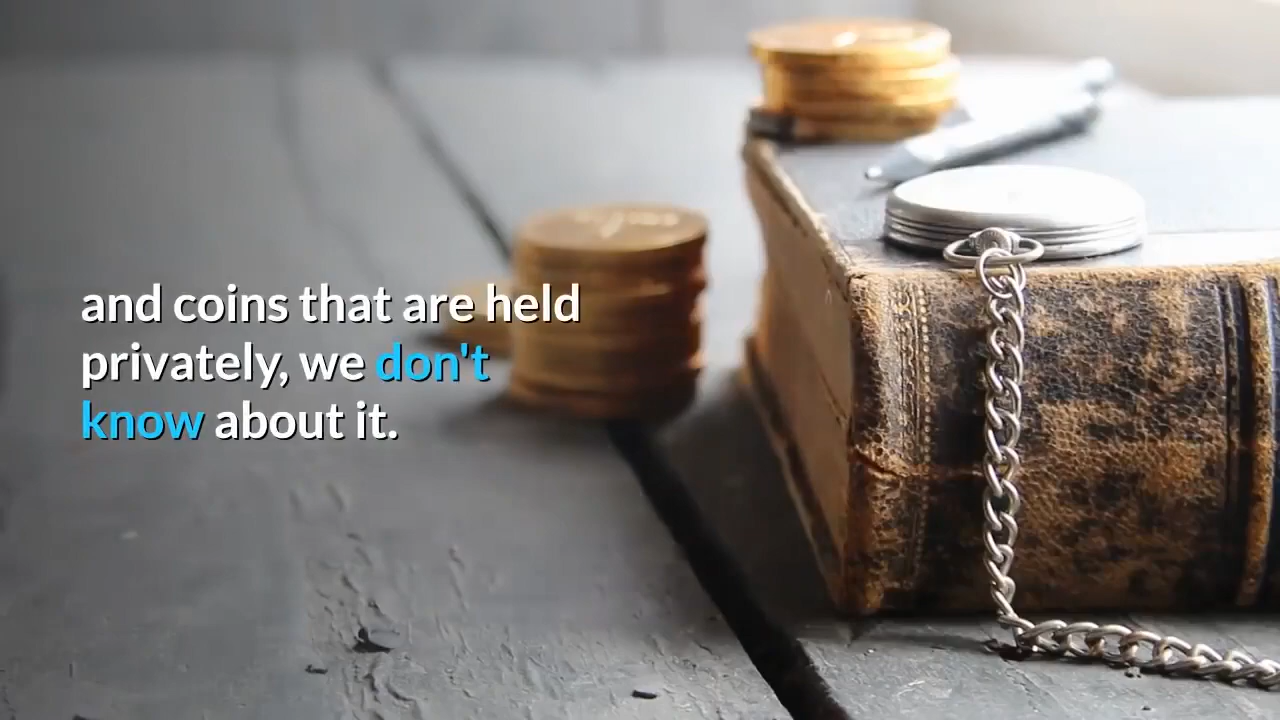 and coins that are held
privately, we don't
know about it.